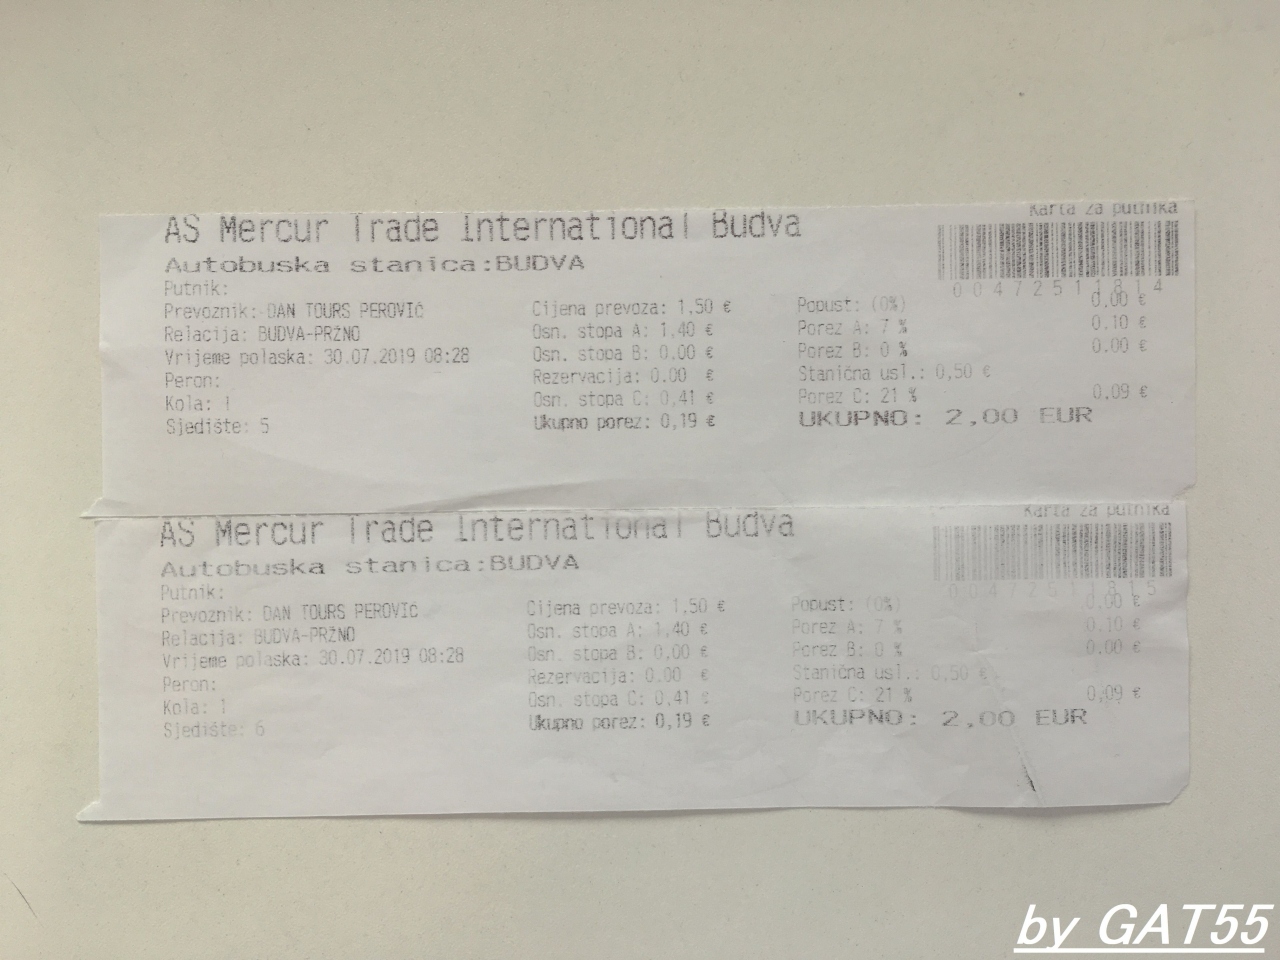 Karta za putnika
AS Mercur Trade International Budva
Autobuska stanica:BUDVA
004725111814
Putnik:
Prevoznik: DAN TOURS PEROVIĆ Cijena prevoza: 1,50 € Popust: (0%) 0.00 €
Relacija: BUDVA-PRŽNO Osn. stopa A: 1,40 € Porez A: 7 % 0.10 €
Vrijeme polaska: 30.07.2019 08:28 Osn. stopa B: 0,00 € Porez B: 0 % 0.00 €
Peron: Rezervacija: 0.00 € Stanična usl.: 0,50 €
Kola: 1 Osn. stopa C: 0,41 € Porez C: 21 % 0,09 €
Sjedište: 5 Ukupno porez: 0,19 € UKUPNO: 2,00 EUR
Karta za putnika
AS Mercur Trade International Budva
Autobuska stanica:BUDVA
004725111815
Putnik:
Prevoznik: DAN TOURS PEROVIĆ Cijena prevoza: 1,50 € Popust: (0%) 0.00 €
Relacija: BUDVA-PRŽNO Osn. stopa A: 1,40 € Porez A: 7 % 0.10 €
Vrijeme polaska: 30.07.2019 08:28 Osn. stopa B: 0,00 € Porez B: 0 % 0.00 €
Peron: Rezervacija: 0,00 € Stanična usl.: 0,50 €
Kola: 1 Osn. stopa C: 0,41 € Porez C: 21 % 0,09 €
Sjedište: 6 Ukupno porez: 0,19 € UKUPNO: 2,00 EUR
by GAT55